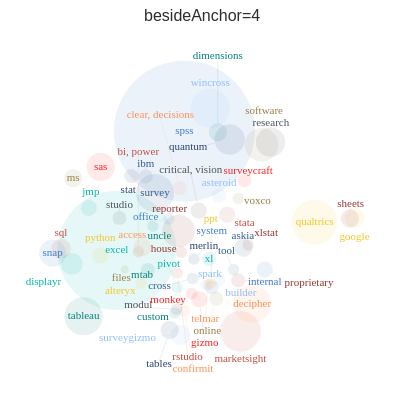 besideAnchor=4
dimensions
wincross
clear, decisions
software
research
spss
quantum
bi, power
ibm
critical, vision
surveycraft
sas
ms
asteroid
jmp
stat
survey
voxco
studio
reporter
sheets
office
ppt
stata
qualtrics
sql
python
access
uncle
system
askia
xlstat
google
snap
excel
house
merlin
tool
pivot
xl
displayr
files
mtab
spark
internal
proprietary
alteryx
cross
builder
modul
monkey
decipher
tableau
custom
telmar
online
surveygizmo
gizmo
tables
rstudio
marketsight
confirmit